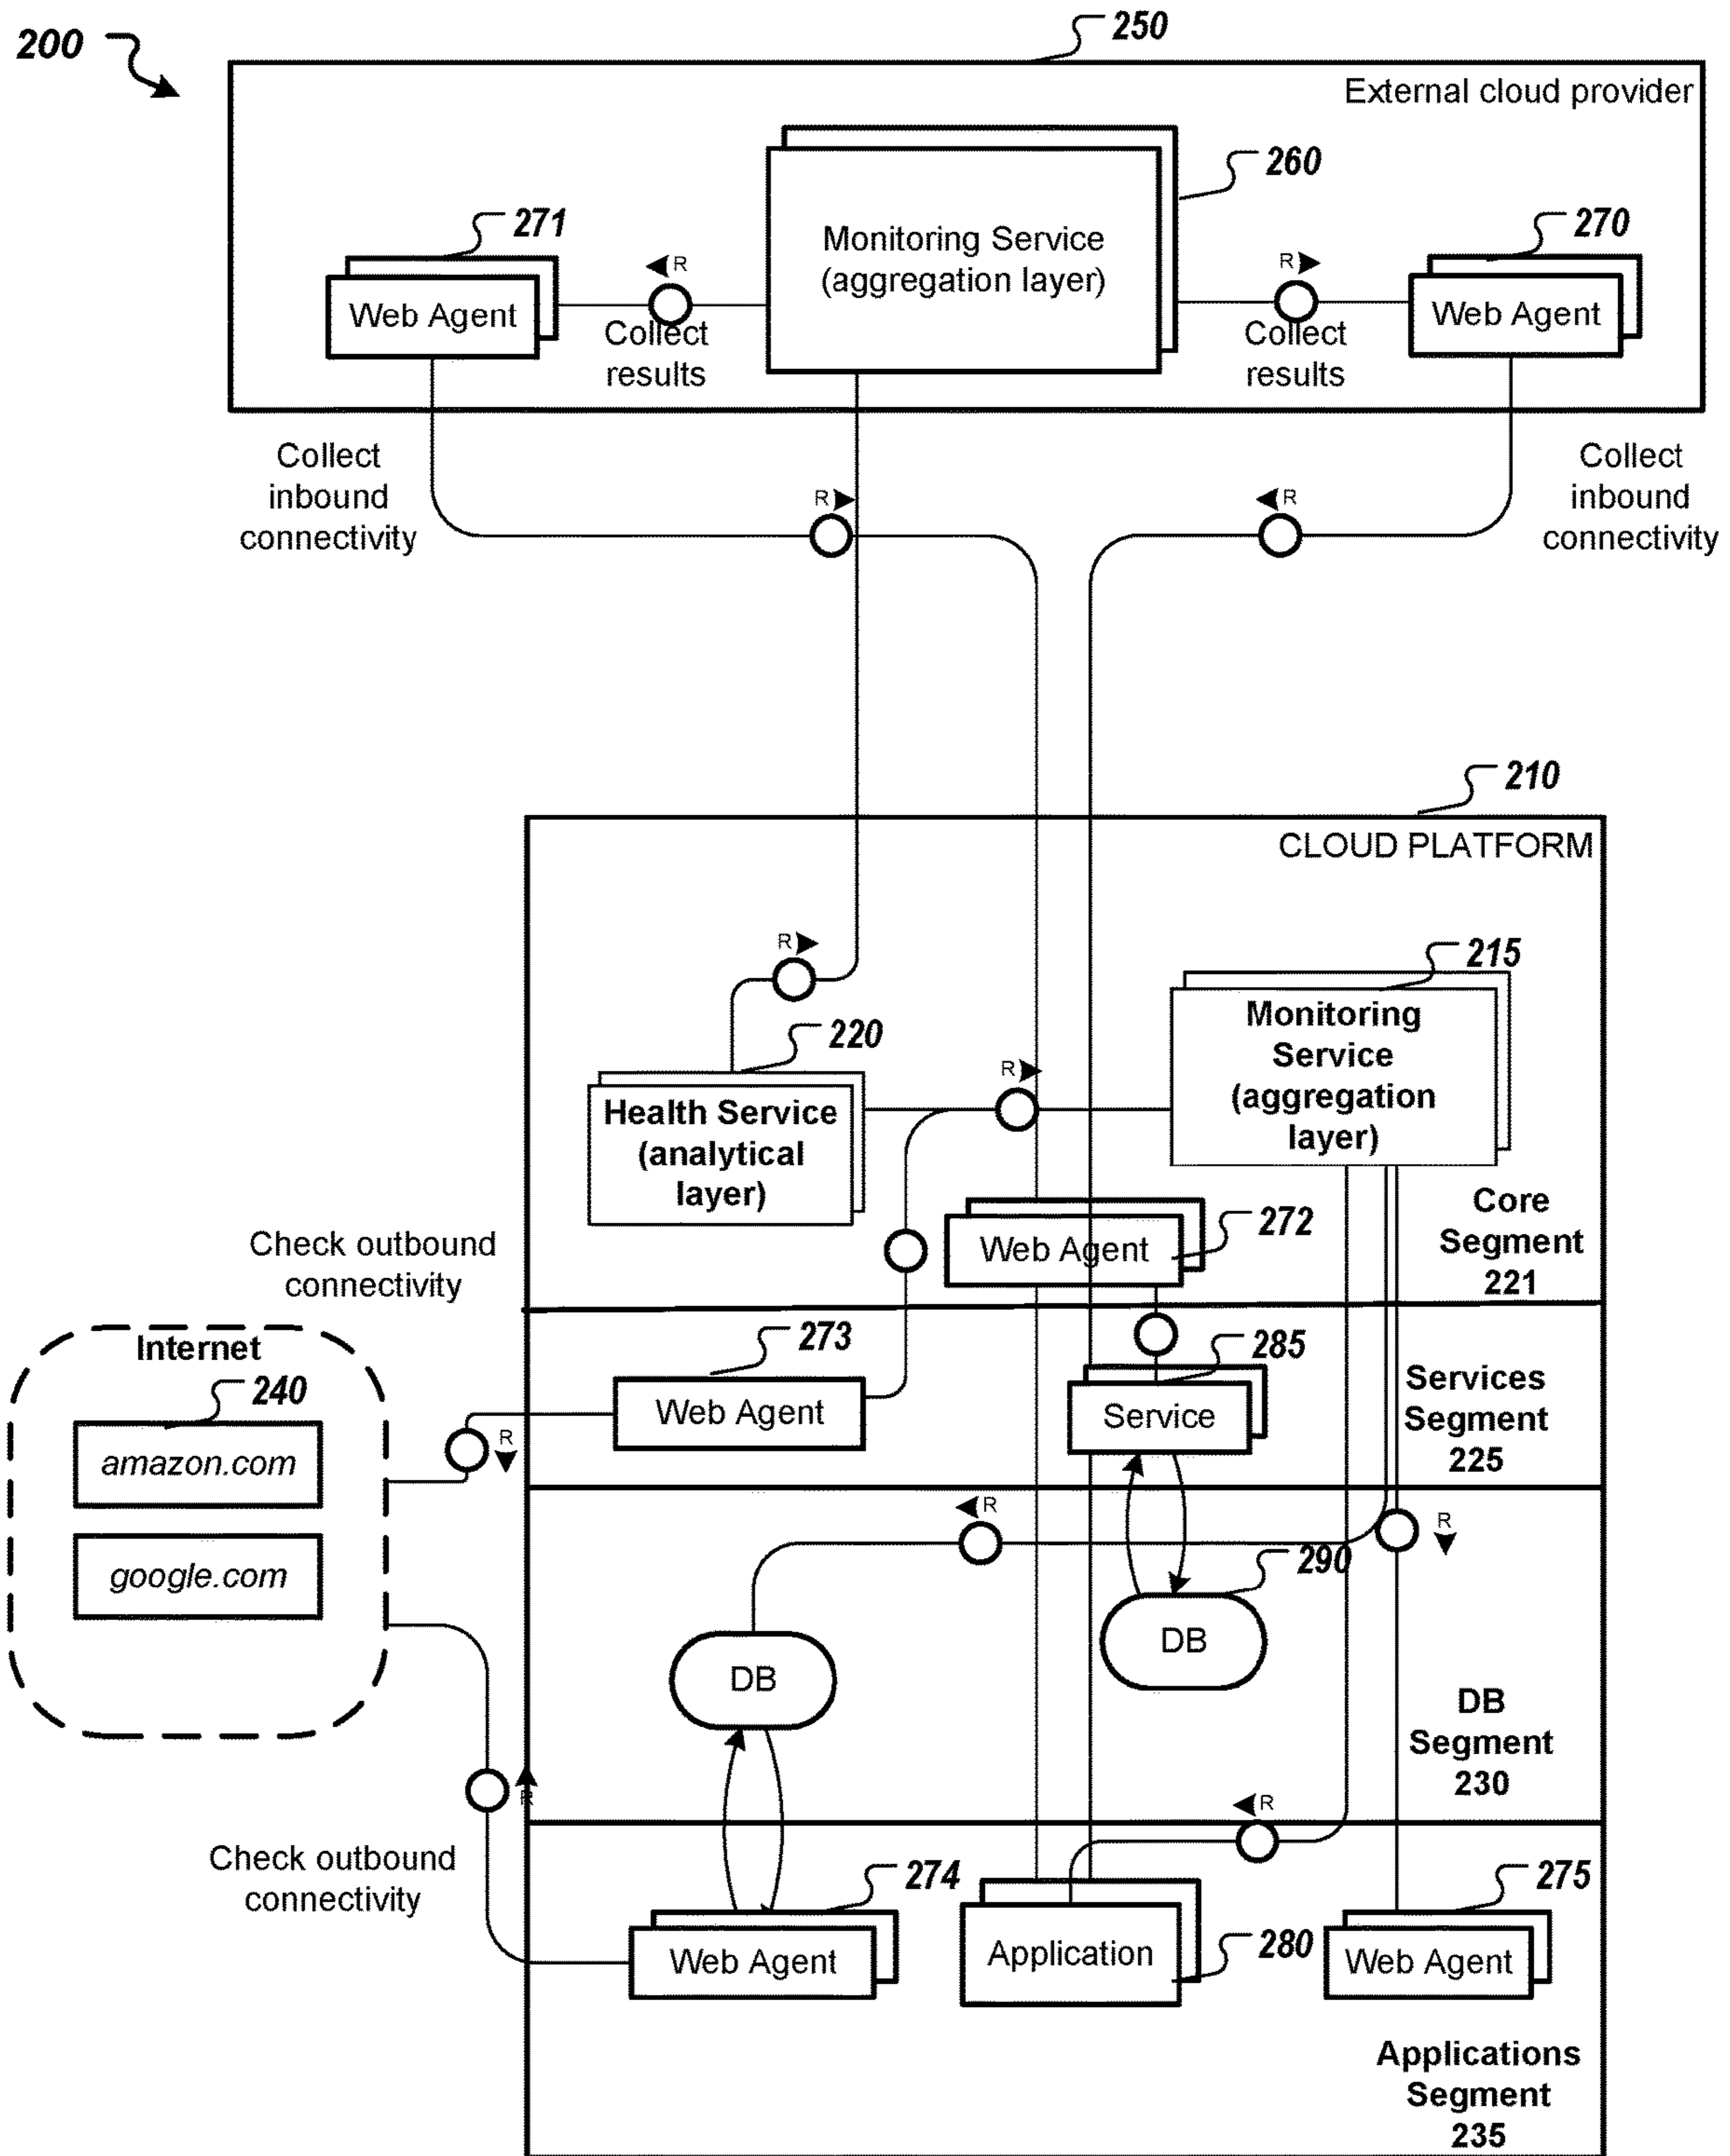 200
250
External cloud provider
260
271
270
Monitoring Service
(aggregation layer)
R
R
Web Agent
Web Agent
Collect
results
Collect
results
Collect
inbound
connectivity
Collect
inbound
connectivity
R
R
210
CLOUD PLATFORM
R
215
Monitoring
Service
(aggregation
layer)
220
R
Health Service
(analytical
layer)
Core
Segment
221
272
Web Agent
Check outbound
connectivity
Internet
273
285
Services
Segment
225
240
Web Agent
Service
amazon.com
R
google.com
R
R
290
DB
DB
DB
Segment
230
R
R
Check outbound
connectivity
274
275
Web Agent
Application
280
Web Agent
Applications
Segment
235